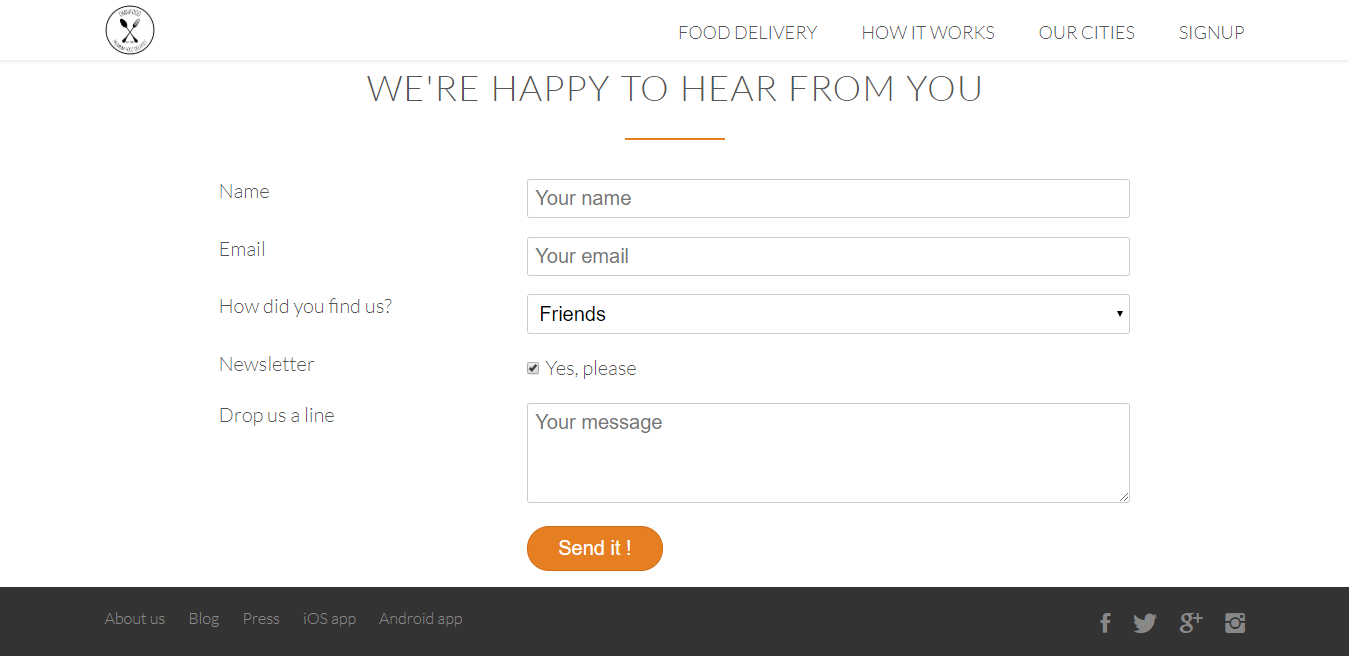 FOOD DELIVERY HOW IT WORKS OUR CITIES SIGNUP
WE'RE HAPPY TO HEAR FROM YOU
Name
Your name
Email
Your email
How did you find us?
Friends
Newsletter
Yes, please
Drop us a line
Your message
Send it !
About us Blog Press iOS app Android app